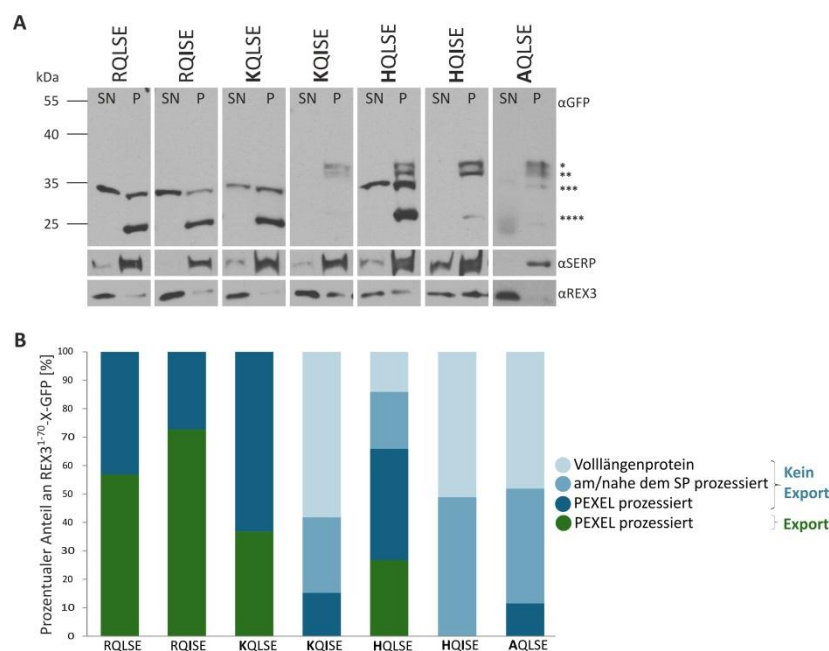 A
RQLSE RQISE KQLSE KQISE HQLSE HQISE AQLSE
kDa
SN P SN P SN P SN P SN P SN P SN P
55
αGFP
40
*
**
35
***
25
****
αSERP
αREX3
B
Prozentualer Anteil an REX3¹⁻⁷⁰-X-GFP [%]
100
90
80
70
60
50
40
30
20
10
0
RQLSE RQISE KQLSE KQISE HQLSE HQISE AQLSE
Volllängenprotein
am/nahe dem SP prozessiert
PEXEL prozessiert
Kein
Export
PEXEL prozessiert
Export